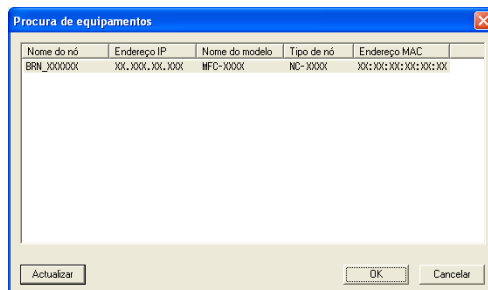 Procura de equipamentos
Nome do nó Endereço IP Nome do modelo Tipo de nó Endereço MAC
BRN_XXXXXX XX.XXX.XX.XXX MFC-XXXX NC-XXXX XX:XX:XX:XX:XX:XX
Actualizar OK Cancelar